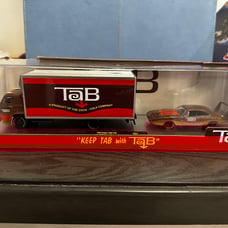 TaB
A PRODUCT OF THE COCA-COLA COMPANY
"KEEP TAB with TaB"